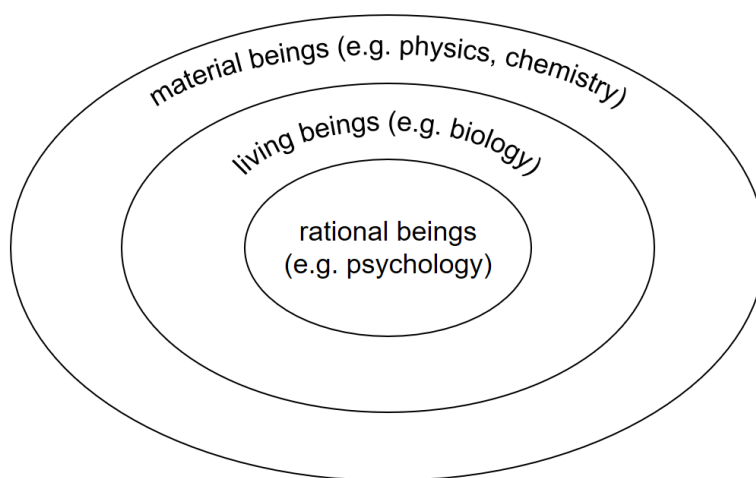 material beings (e.g. physics, chemistry)
living beings (e.g. biology)
rational beings
(e.g. psychology)